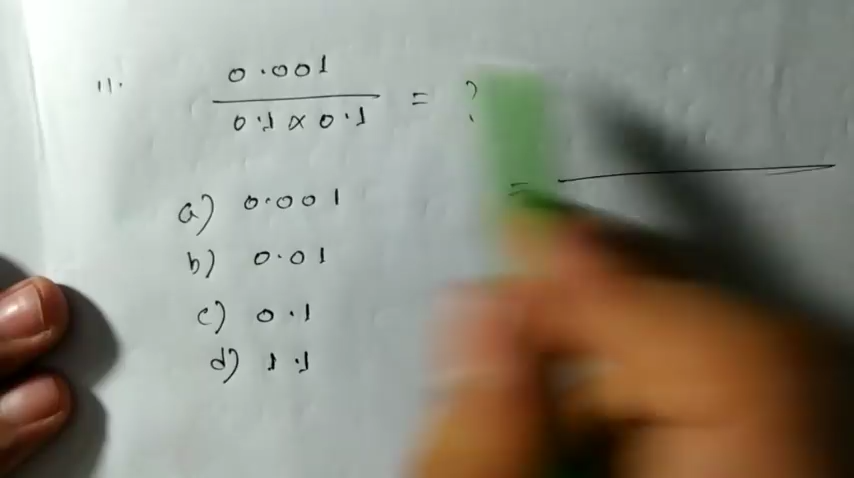 11. 0.001
0.1 × 0.1 = ?
=
a) 0.001
b) 0.01
c) 0.1
d) 1.1